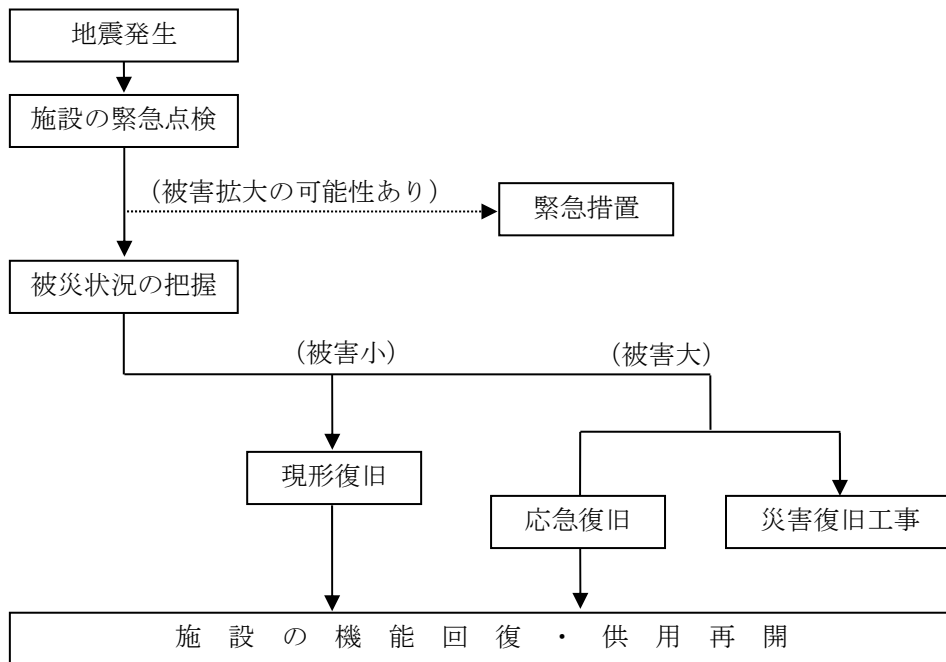 地震発生
施設の緊急点検
（被害拡大の可能性あり）
緊急措置
被災状況の把握
（被害小）
（被害大）
現形復旧
応急復旧
災害復旧工事
施設の機能回復・供用再開